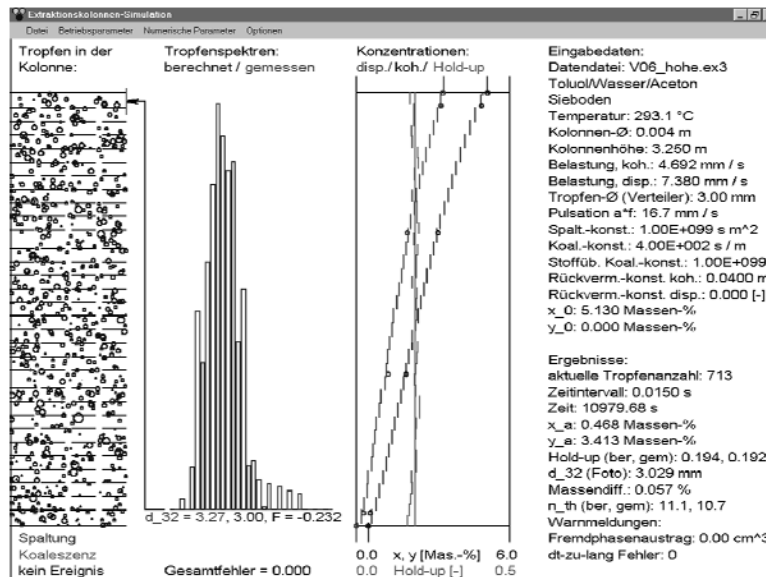 Extraktionskolonnen-Simulation
Datei Betriebsparameter Numerische Parameter Optionen
Tropfen in der
Kolonne:
Tropfenspektren:
berechnet / gemessen
d_32 = 3.27, 3.00, F = -0.232
Konzentrationen:
disp./ koh./ Hold-up
Eingabedaten:
Datendatei: V06_hohe.ex3
Toluol/Wasser/Aceton
Sieboden
Temperatur: 293.1 °C
Kolonnen-Ø: 0.004 m
Kolonnenhöhe: 3.250 m
Belastung, koh.: 4.692 mm / s
Belastung, disp.: 7.380 mm / s
Tropfen-Ø (Verteiler): 3.00 mm
Pulsation a*f: 16.7 mm / s
Spalt.-konst.: 1.00E+099 s m^2
Koal.-konst.: 4.00E+002 s / m
Stoffüb. Koal.-konst.: 1.00E+099
Rückverm.-konst. koh.: 0.0400 m
Rückverm.-konst. disp.: 0.000 [-]
x_0: 5.130 Massen-%
y_0: 0.000 Massen-%
Ergebnisse:
aktuelle Tropfenanzahl: 713
Zeitintervall: 0.0150 s
Zeit: 10979.68 s
x_a: 0.468 Massen-%
y_a: 3.413 Massen-%
Hold-up (ber, gem): 0.194, 0.192
d_32 (Foto): 3.029 mm
Massendiff.: 0.057 %
n_th (ber, gem): 11.1, 10.7
Warnmeldungen:
Fremdphasenaustrag: 0.00 cm^3
dt-zu-lang Fehler: 0
Spaltung
Koaleszenz
kein Ereignis
Gesamtfehler = 0.000
0.0 x, y [Mas.-%] 6.0
0.0 Hold-up [-] 0.5